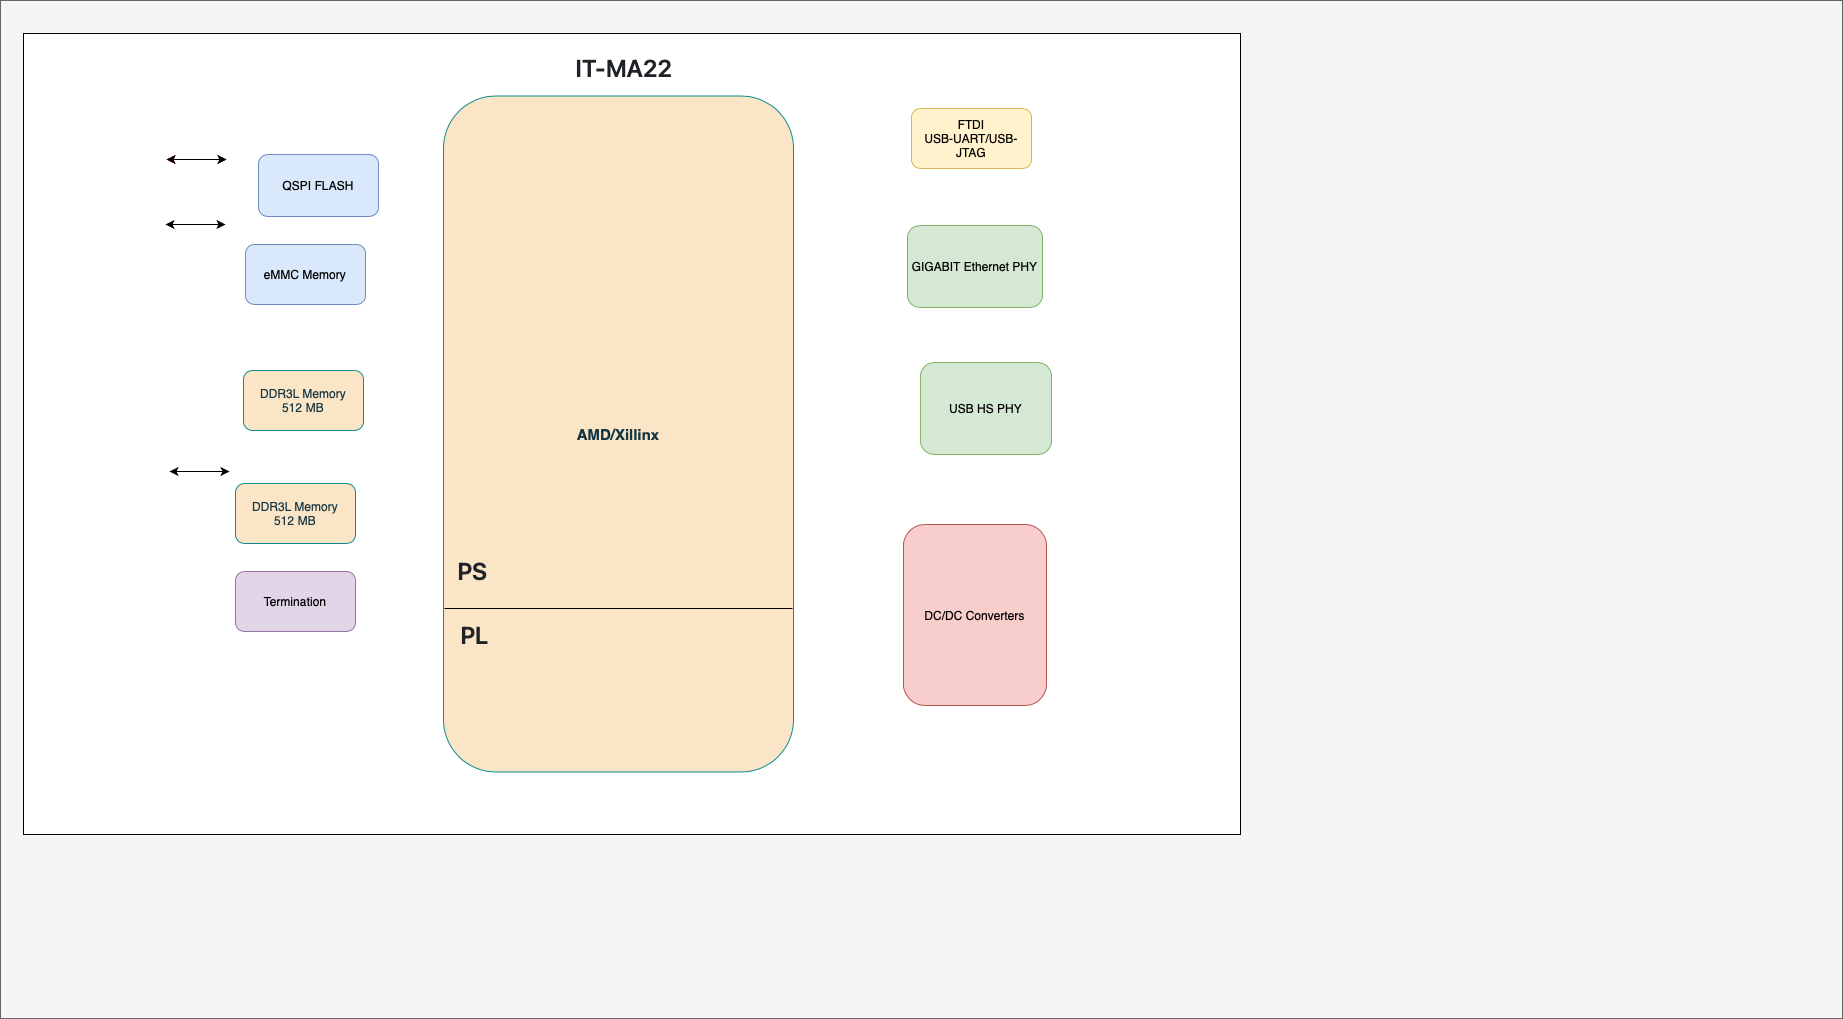 IT-MA22
QSPI FLASH
eMMC Memory
DDR3L Memory
512 MB
DDR3L Memory
512 MB
Termination
AMD/Xillinx
PS
PL
FTDI
USB-UART/USB-
JTAG
GIGABIT Ethernet PHY
USB HS PHY
DC/DC Converters